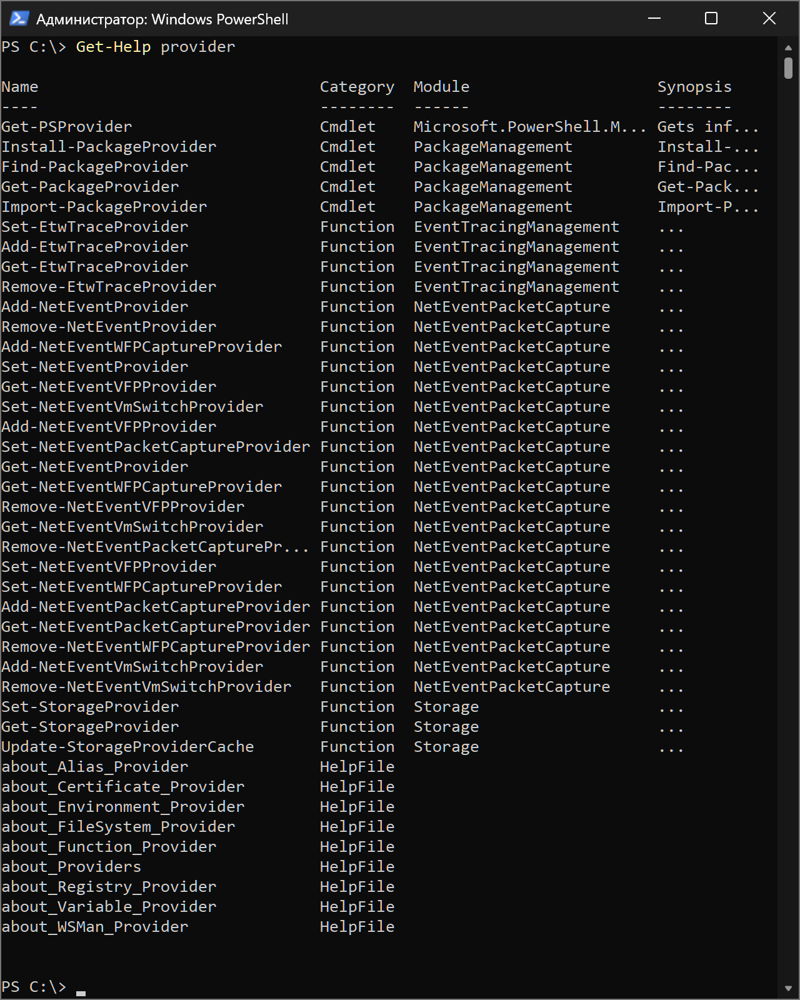 Администратор: Windows PowerShell
PS C:\> Get-Help provider
Name Category Module Synopsis
---- -------- ------ --------
Get-PSProvider Cmdlet Microsoft.PowerShell.M... Gets inf...
Install-PackageProvider Cmdlet PackageManagement Install-...
Find-PackageProvider Cmdlet PackageManagement Find-Pac...
Get-PackageProvider Cmdlet PackageManagement Get-Pack...
Import-PackageProvider Cmdlet PackageManagement Import-P...
Set-EtwTraceProvider Function EventTracingManagement ...
Add-EtwTraceProvider Function EventTracingManagement ...
Get-EtwTraceProvider Function EventTracingManagement ...
Remove-EtwTraceProvider Function EventTracingManagement ...
Add-NetEventProvider Function NetEventPacketCapture ...
Remove-NetEventProvider Function NetEventPacketCapture ...
Add-NetEventWFPCaptureProvider Function NetEventPacketCapture ...
Set-NetEventProvider Function NetEventPacketCapture ...
Get-NetEventVFPProvider Function NetEventPacketCapture ...
Set-NetEventVmSwitchProvider Function NetEventPacketCapture ...
Add-NetEventVFPProvider Function NetEventPacketCapture ...
Set-NetEventPacketCaptureProvider Function NetEventPacketCapture ...
Get-NetEventProvider Function NetEventPacketCapture ...
Get-NetEventWFPCaptureProvider Function NetEventPacketCapture ...
Remove-NetEventVFPProvider Function NetEventPacketCapture ...
Get-NetEventVmSwitchProvider Function NetEventPacketCapture ...
Remove-NetEventPacketCapturePr... Function NetEventPacketCapture ...
Set-NetEventVFPProvider Function NetEventPacketCapture ...
Set-NetEventWFPCaptureProvider Function NetEventPacketCapture ...
Add-NetEventPacketCaptureProvider Function NetEventPacketCapture ...
Get-NetEventPacketCaptureProvider Function NetEventPacketCapture ...
Remove-NetEventWFPCaptureProvider Function NetEventPacketCapture ...
Add-NetEventVmSwitchProvider Function NetEventPacketCapture ...
Remove-NetEventVmSwitchProvider Function NetEventPacketCapture ...
Set-StorageProvider Function Storage ...
Get-StorageProvider Function Storage ...
Update-StorageProviderCache Function Storage ...
about_Alias_Provider HelpFile
about_Certificate_Provider HelpFile
about_Environment_Provider HelpFile
about_FileSystem_Provider HelpFile
about_Function_Provider HelpFile
about_Providers HelpFile
about_Registry_Provider HelpFile
about_Variable_Provider HelpFile
about_WSMan_Provider HelpFile
PS C:\>